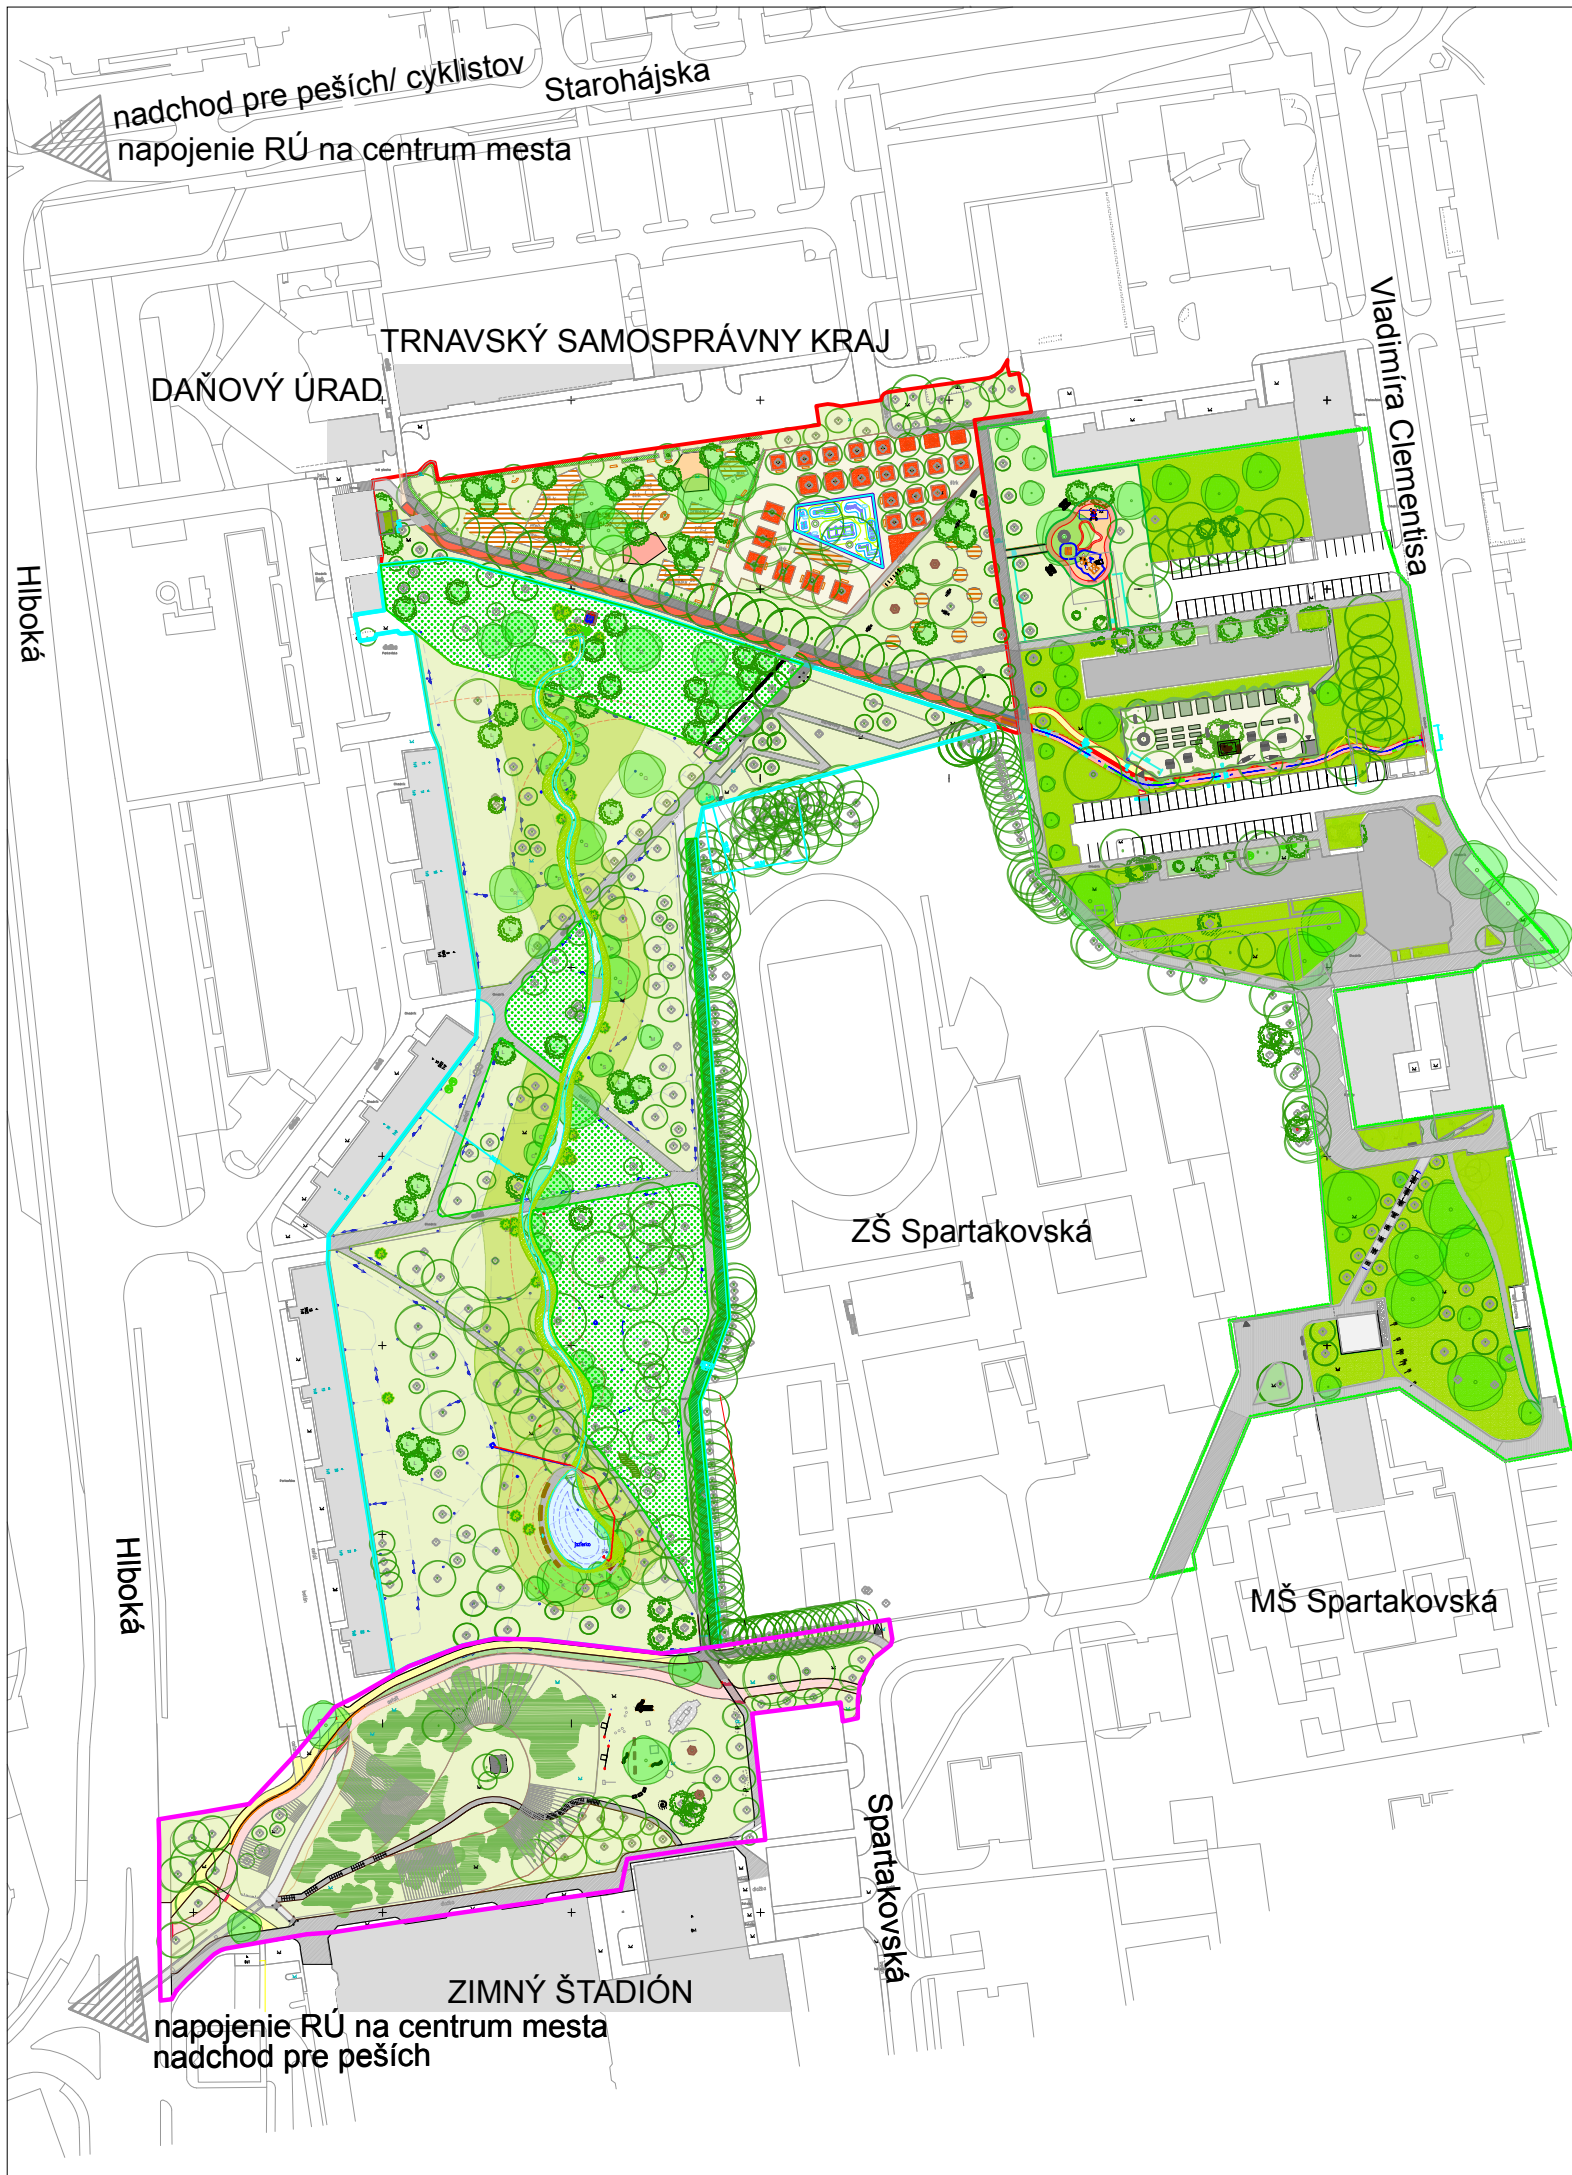 nadchod pre peších/ cyklistov
Starohájska
napojenie RÚ na centrum mesta
TRNAVSKÝ SAMOSPRÁVNY KRAJ
DAŇOVÝ ÚRAD
Vladimíra Clementisa
Hlboká
ZŠ Spartakovská
Hlboká
MŠ Spartakovská
Spartakovská
ZIMNÝ ŠTADIÓN
napojenie RÚ na centrum mesta
nadchod pre peších